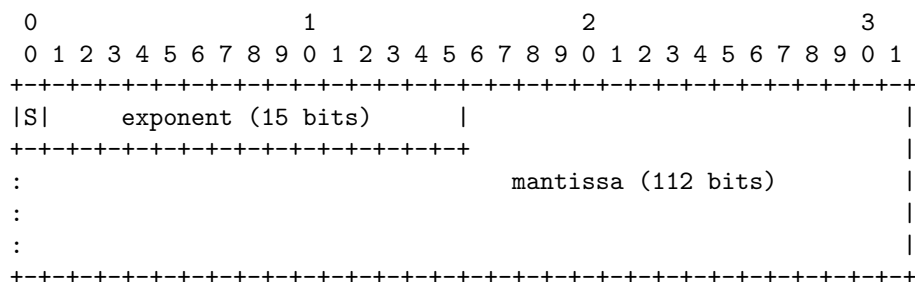 0                   1                   2                   3
 0 1 2 3 4 5 6 7 8 9 0 1 2 3 4 5 6 7 8 9 0 1 2 3 4 5 6 7 8 9 0 1
+-+-+-+-+-+-+-+-+-+-+-+-+-+-+-+-+-+-+-+-+-+-+-+-+-+-+-+-+-+-+-+-+
|S|     exponent (15 bits)      |                               |
+-+-+-+-+-+-+-+-+-+-+-+-+-+-+-+-+                               |
:                                  mantissa (112 bits)          |
:                                                               |
:                                                               |
+-+-+-+-+-+-+-+-+-+-+-+-+-+-+-+-+-+-+-+-+-+-+-+-+-+-+-+-+-+-+-+-+